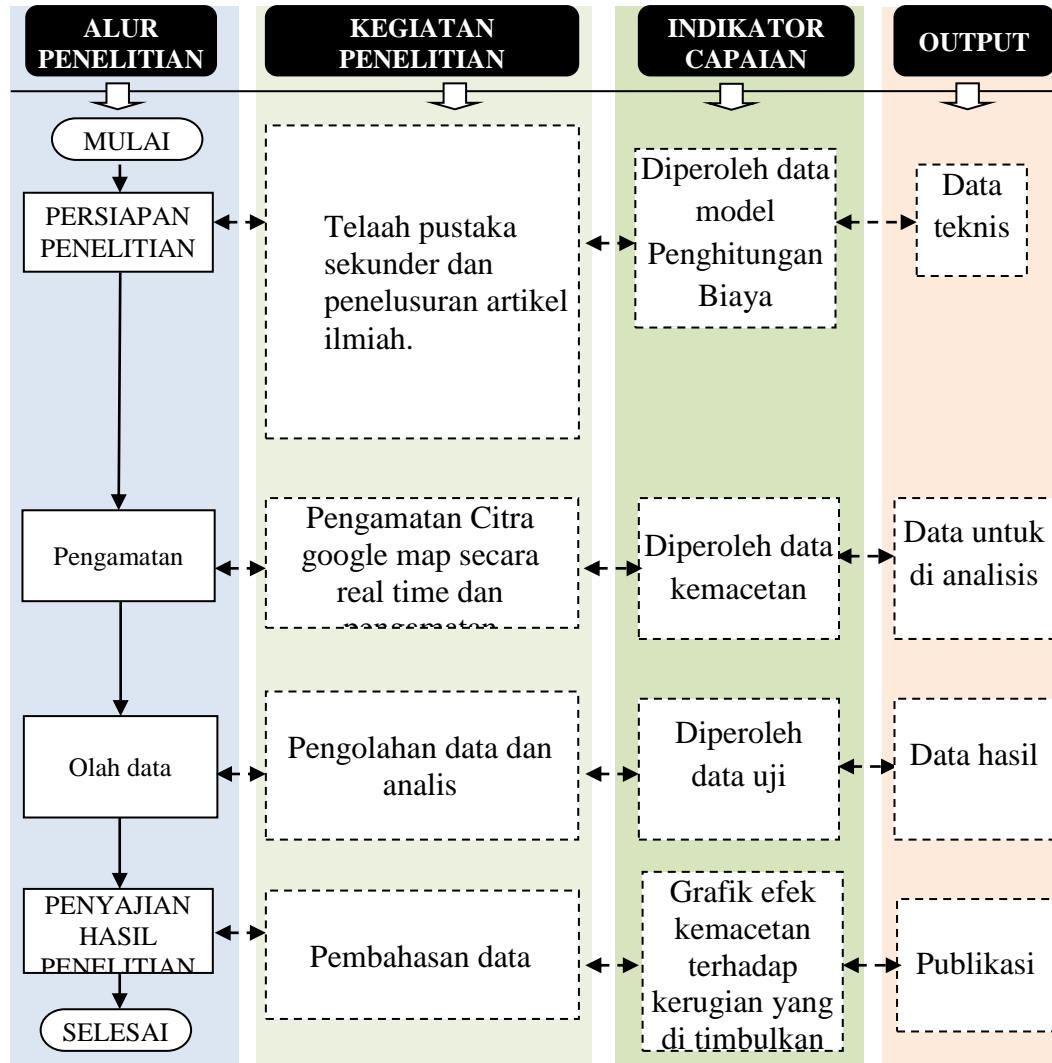 ALUR
PENELITIAN
KEGIATAN
PENELITIAN
INDIKATOR
CAPAIAN
OUTPUT
MULAI
PERSIAPAN
PENELITIAN
Telaah pustaka
sekunder dan
penelusuran artikel
ilmiah.
Diperoleh data
model
Penghitungan
Biaya
Data
teknis
Pengamatan
Pengamatan Citra
google map secara
real time dan
Diperoleh data
kemacetan
Data untuk
di analisis
Olah data
Pengolahan data dan
analis
Diperoleh
data uji
Data hasil
PENYAJIAN
HASIL
PENELITIAN
Pembahasan data
Grafik efek
kemacetan
terhadap
kerugian yang
di timbulkan
Publikasi
SELESAI